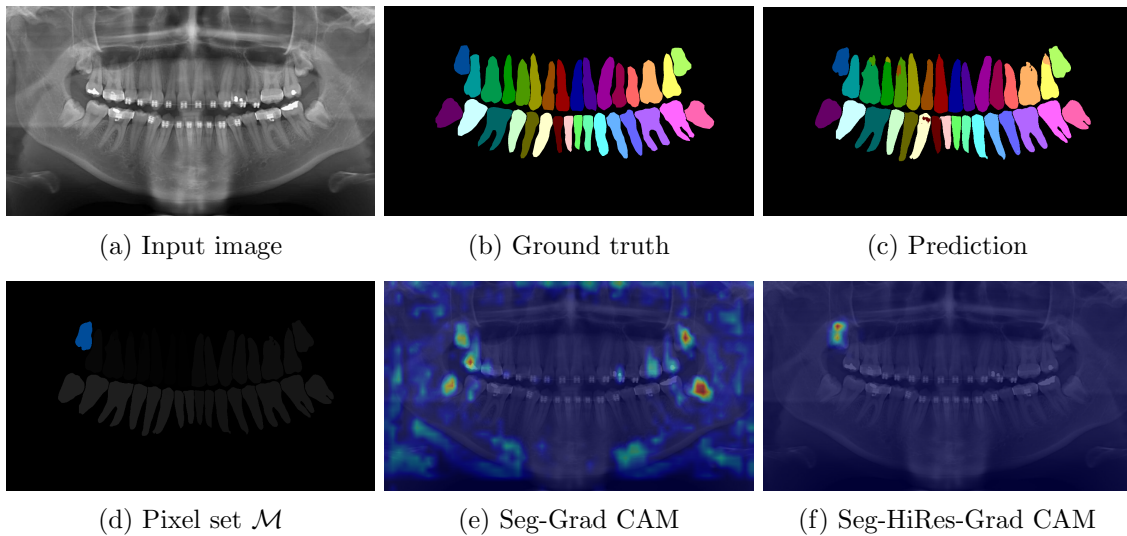 (a) Input image
(b) Ground truth
(c) Prediction
(d) Pixel set ℳ
(e) Seg-Grad CAM
(f) Seg-HiRes-Grad CAM